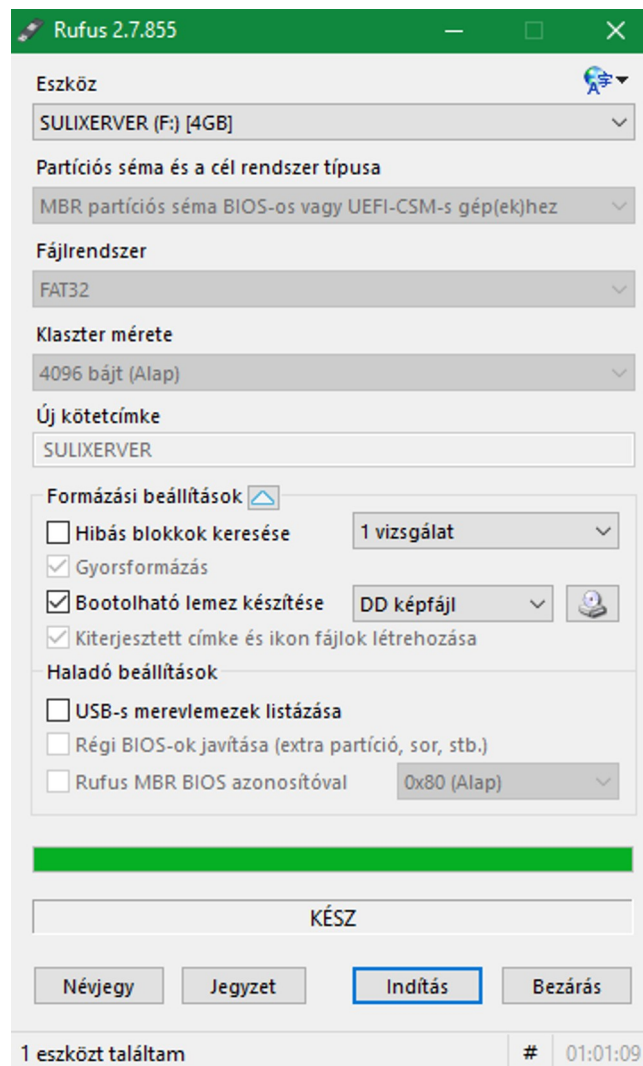 Rufus 2.7.855
Eszköz
SULIXERVER (F:) [4GB]
Partíciós séma és a cél rendszer típusa
MBR partíciós séma BIOS-os vagy UEFI-CSM-s gép(ek)hez
Fájlrendszer
FAT32
Klaszter mérete
4096 bájt (Alap)
Új kötetcímke
SULIXERVER
Formázási beállítások
Hibás blokkok keresése 1 vizsgálat
Gyorsformázás
Bootolható lemez készítése DD képfájl
Kiterjesztett címke és ikon fájlok létrehozása
Haladó beállítások
USB-s merevlemezek listázása
Régi BIOS-ok javítása (extra partíció, sor, stb.)
Rufus MBR BIOS azonosítóval 0x80 (Alap)
KÉSZ
Névjegy Jegyzet Indítás Bezárás
1 eszközt találtam # 01:01:09